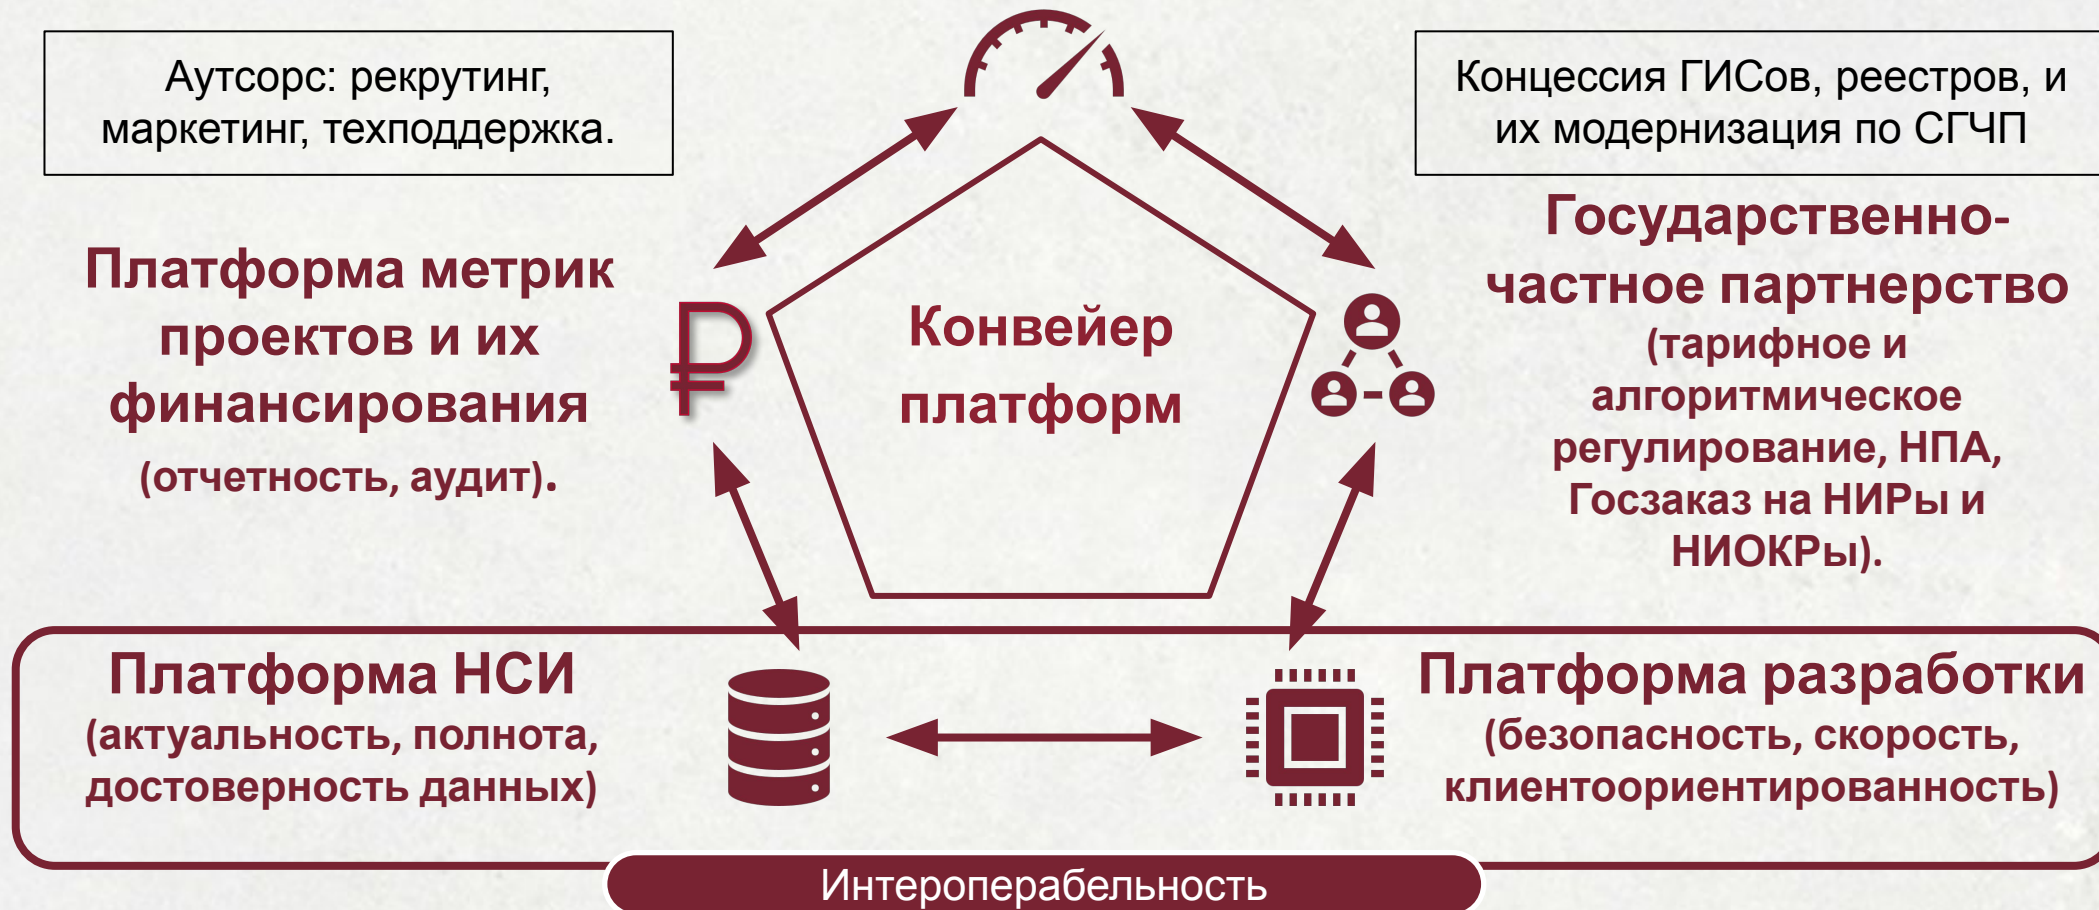 Аутсорс: рекрутинг,
маркетинг, техподдержка.
Концессия ГИСов, реестров, и
их модернизация по СГЧП
Платформа метрик
проектов и их
финансирования
(отчетность, аудит).
Конвейер
платформ
Государственно-
частное партнерство
(тарифное и
алгоритмическое
регулирование, НПА,
Госзаказ на НИРы и
НИОКРы).
Платформа НСИ
(актуальность, полнота,
достоверность данных)
Платформа разработки
(безопасность, скорость,
клиентоориентированность)
Интероперабельность